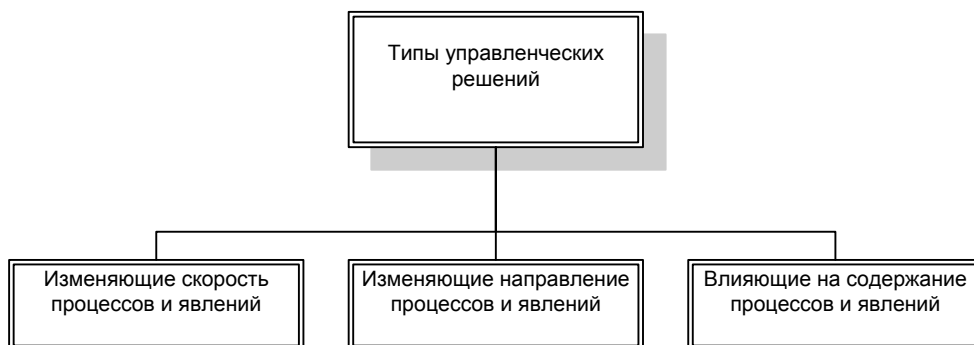 Типы управленческих
решений
Изменяющие скорость
процессов и явлений
Изменяющие направление
процессов и явлений
Влияющие на содержание
процессов и явлений